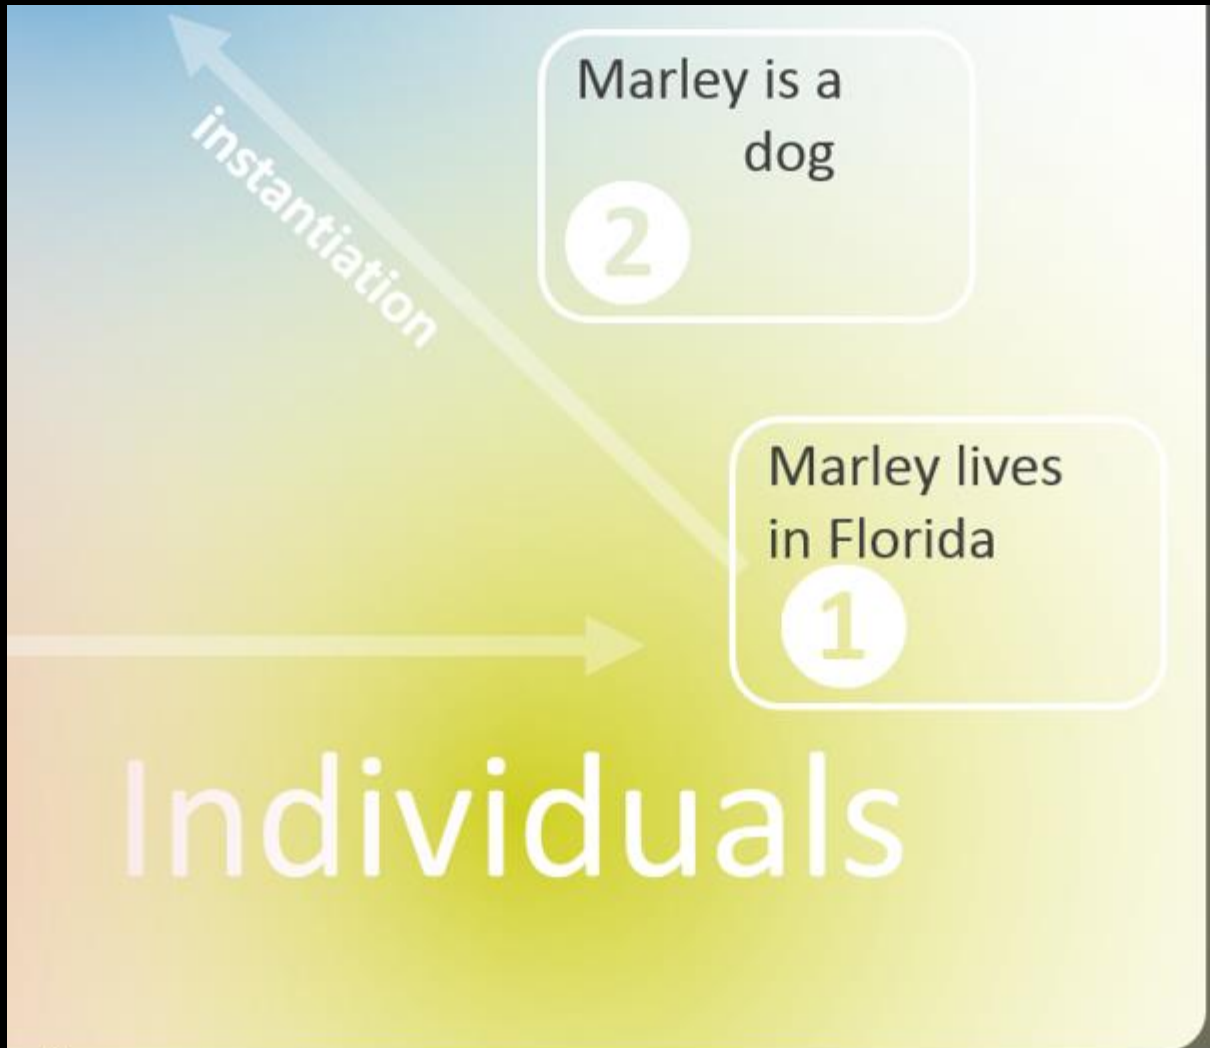 Marley is a
dog
2
instantiation
Marley lives
in Florida
1
Individuals